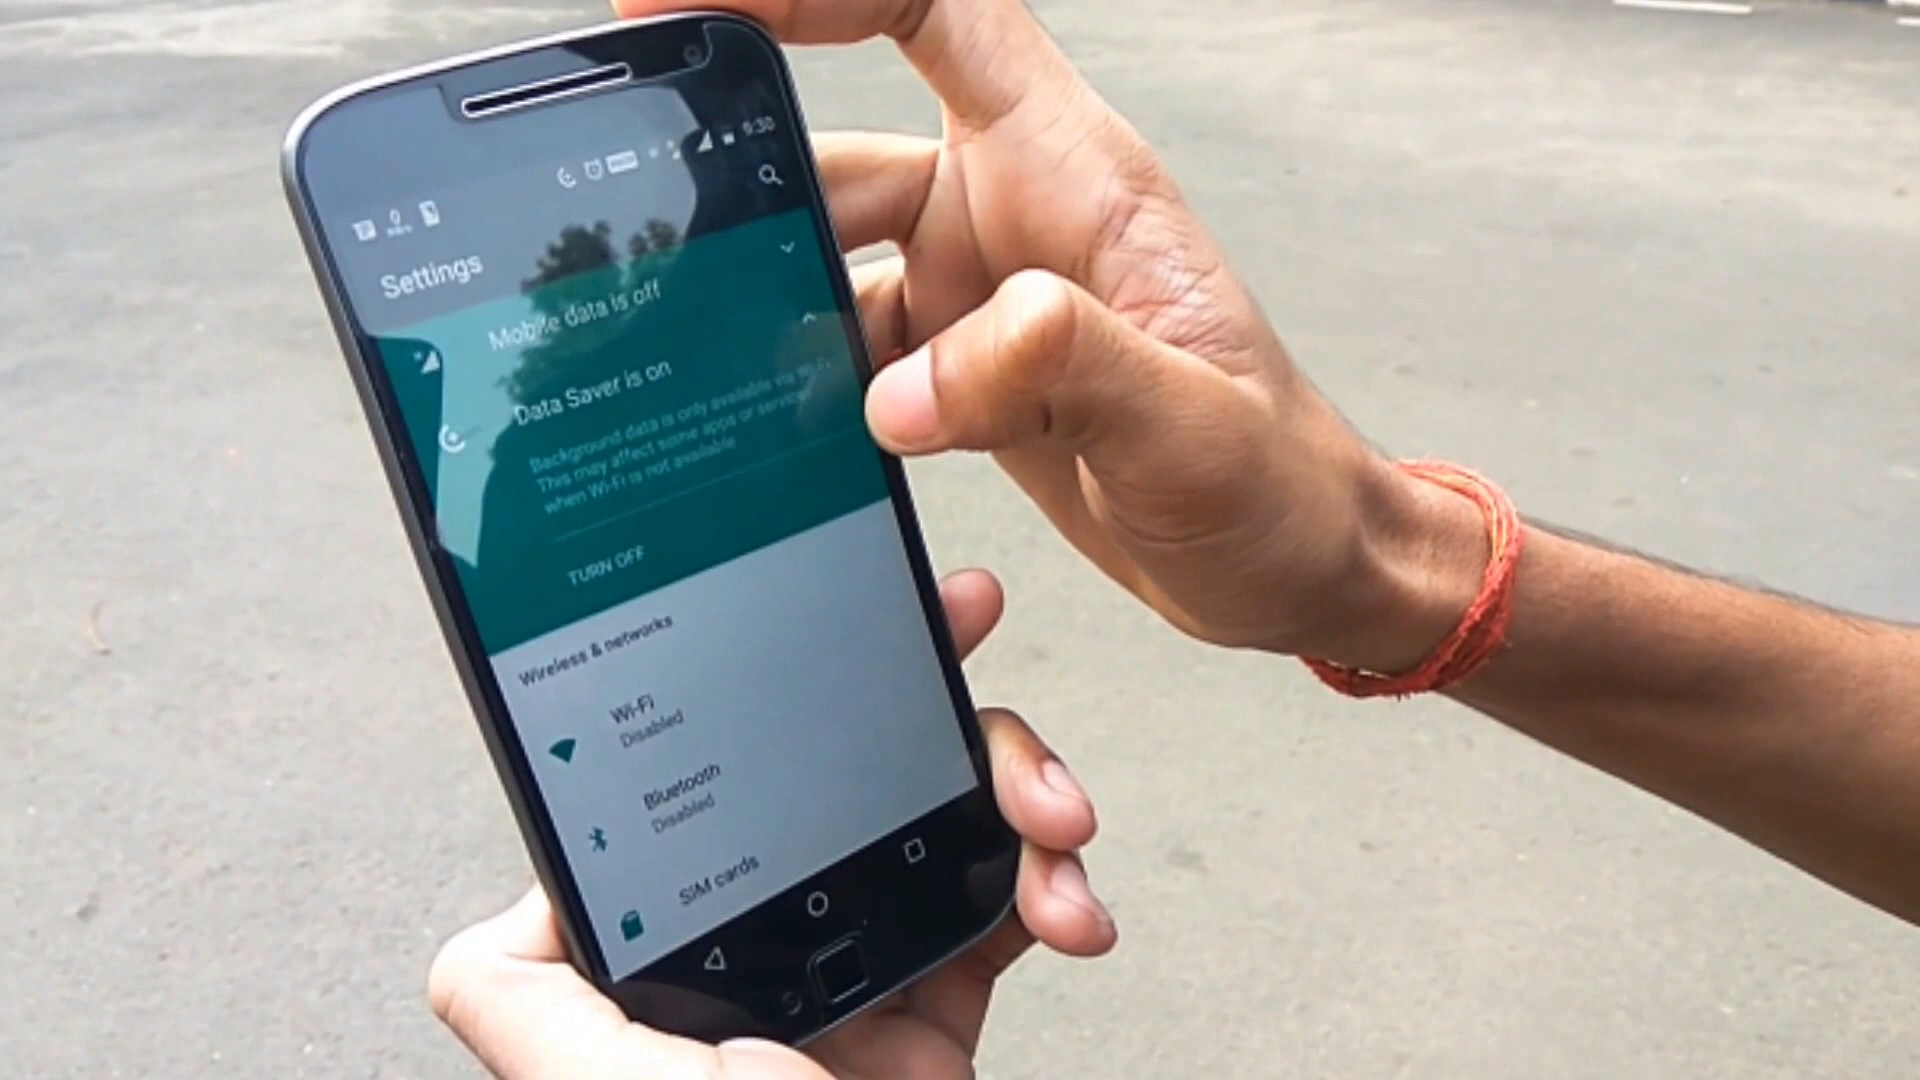 9:30
Settings
Mobile data is off
Data Saver is on
Background data is only available via Wi-Fi.
This may affect some apps or services
when Wi-Fi is not available
TURN OFF
Wireless & networks
Wi-Fi
Disabled
Bluetooth
Disabled
SIM cards